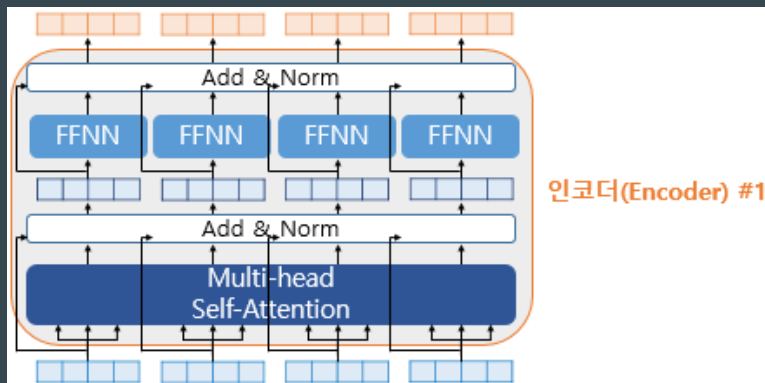 Add & Norm
FFNN FFNN FFNN FFNN
인코더(Encoder) #1
Add & Norm
Multi-head
Self-Attention